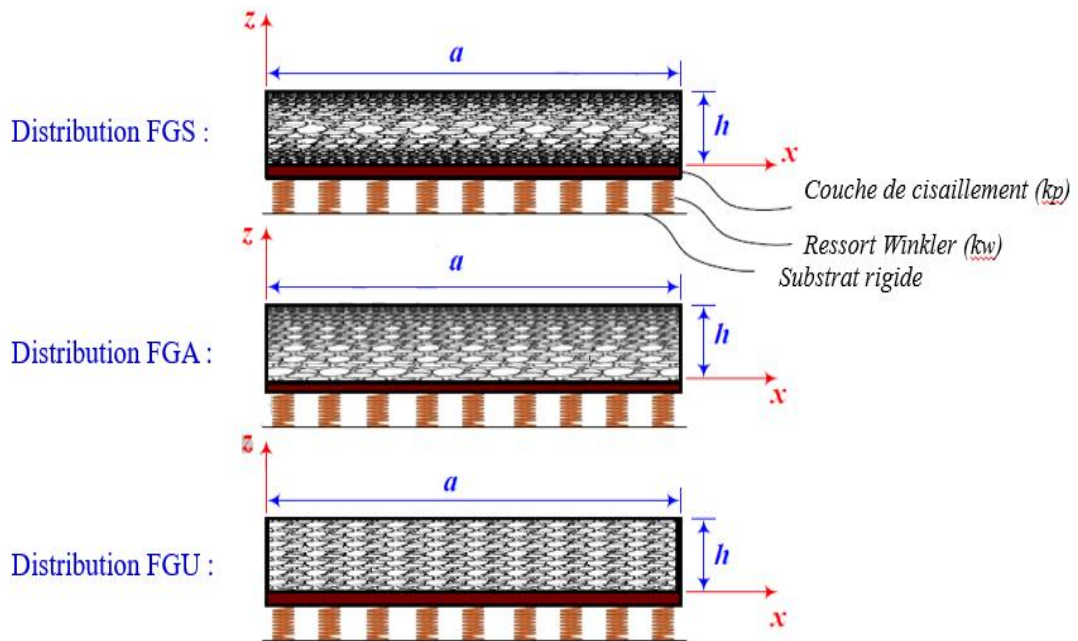 z
a
Distribution FGS :
h
x
Couche de cisaillement (kp)
Ressort Winkler (kw)
Substrat rigide
z
a
Distribution FGA :
h
x
z
a
Distribution FGU :
h
x